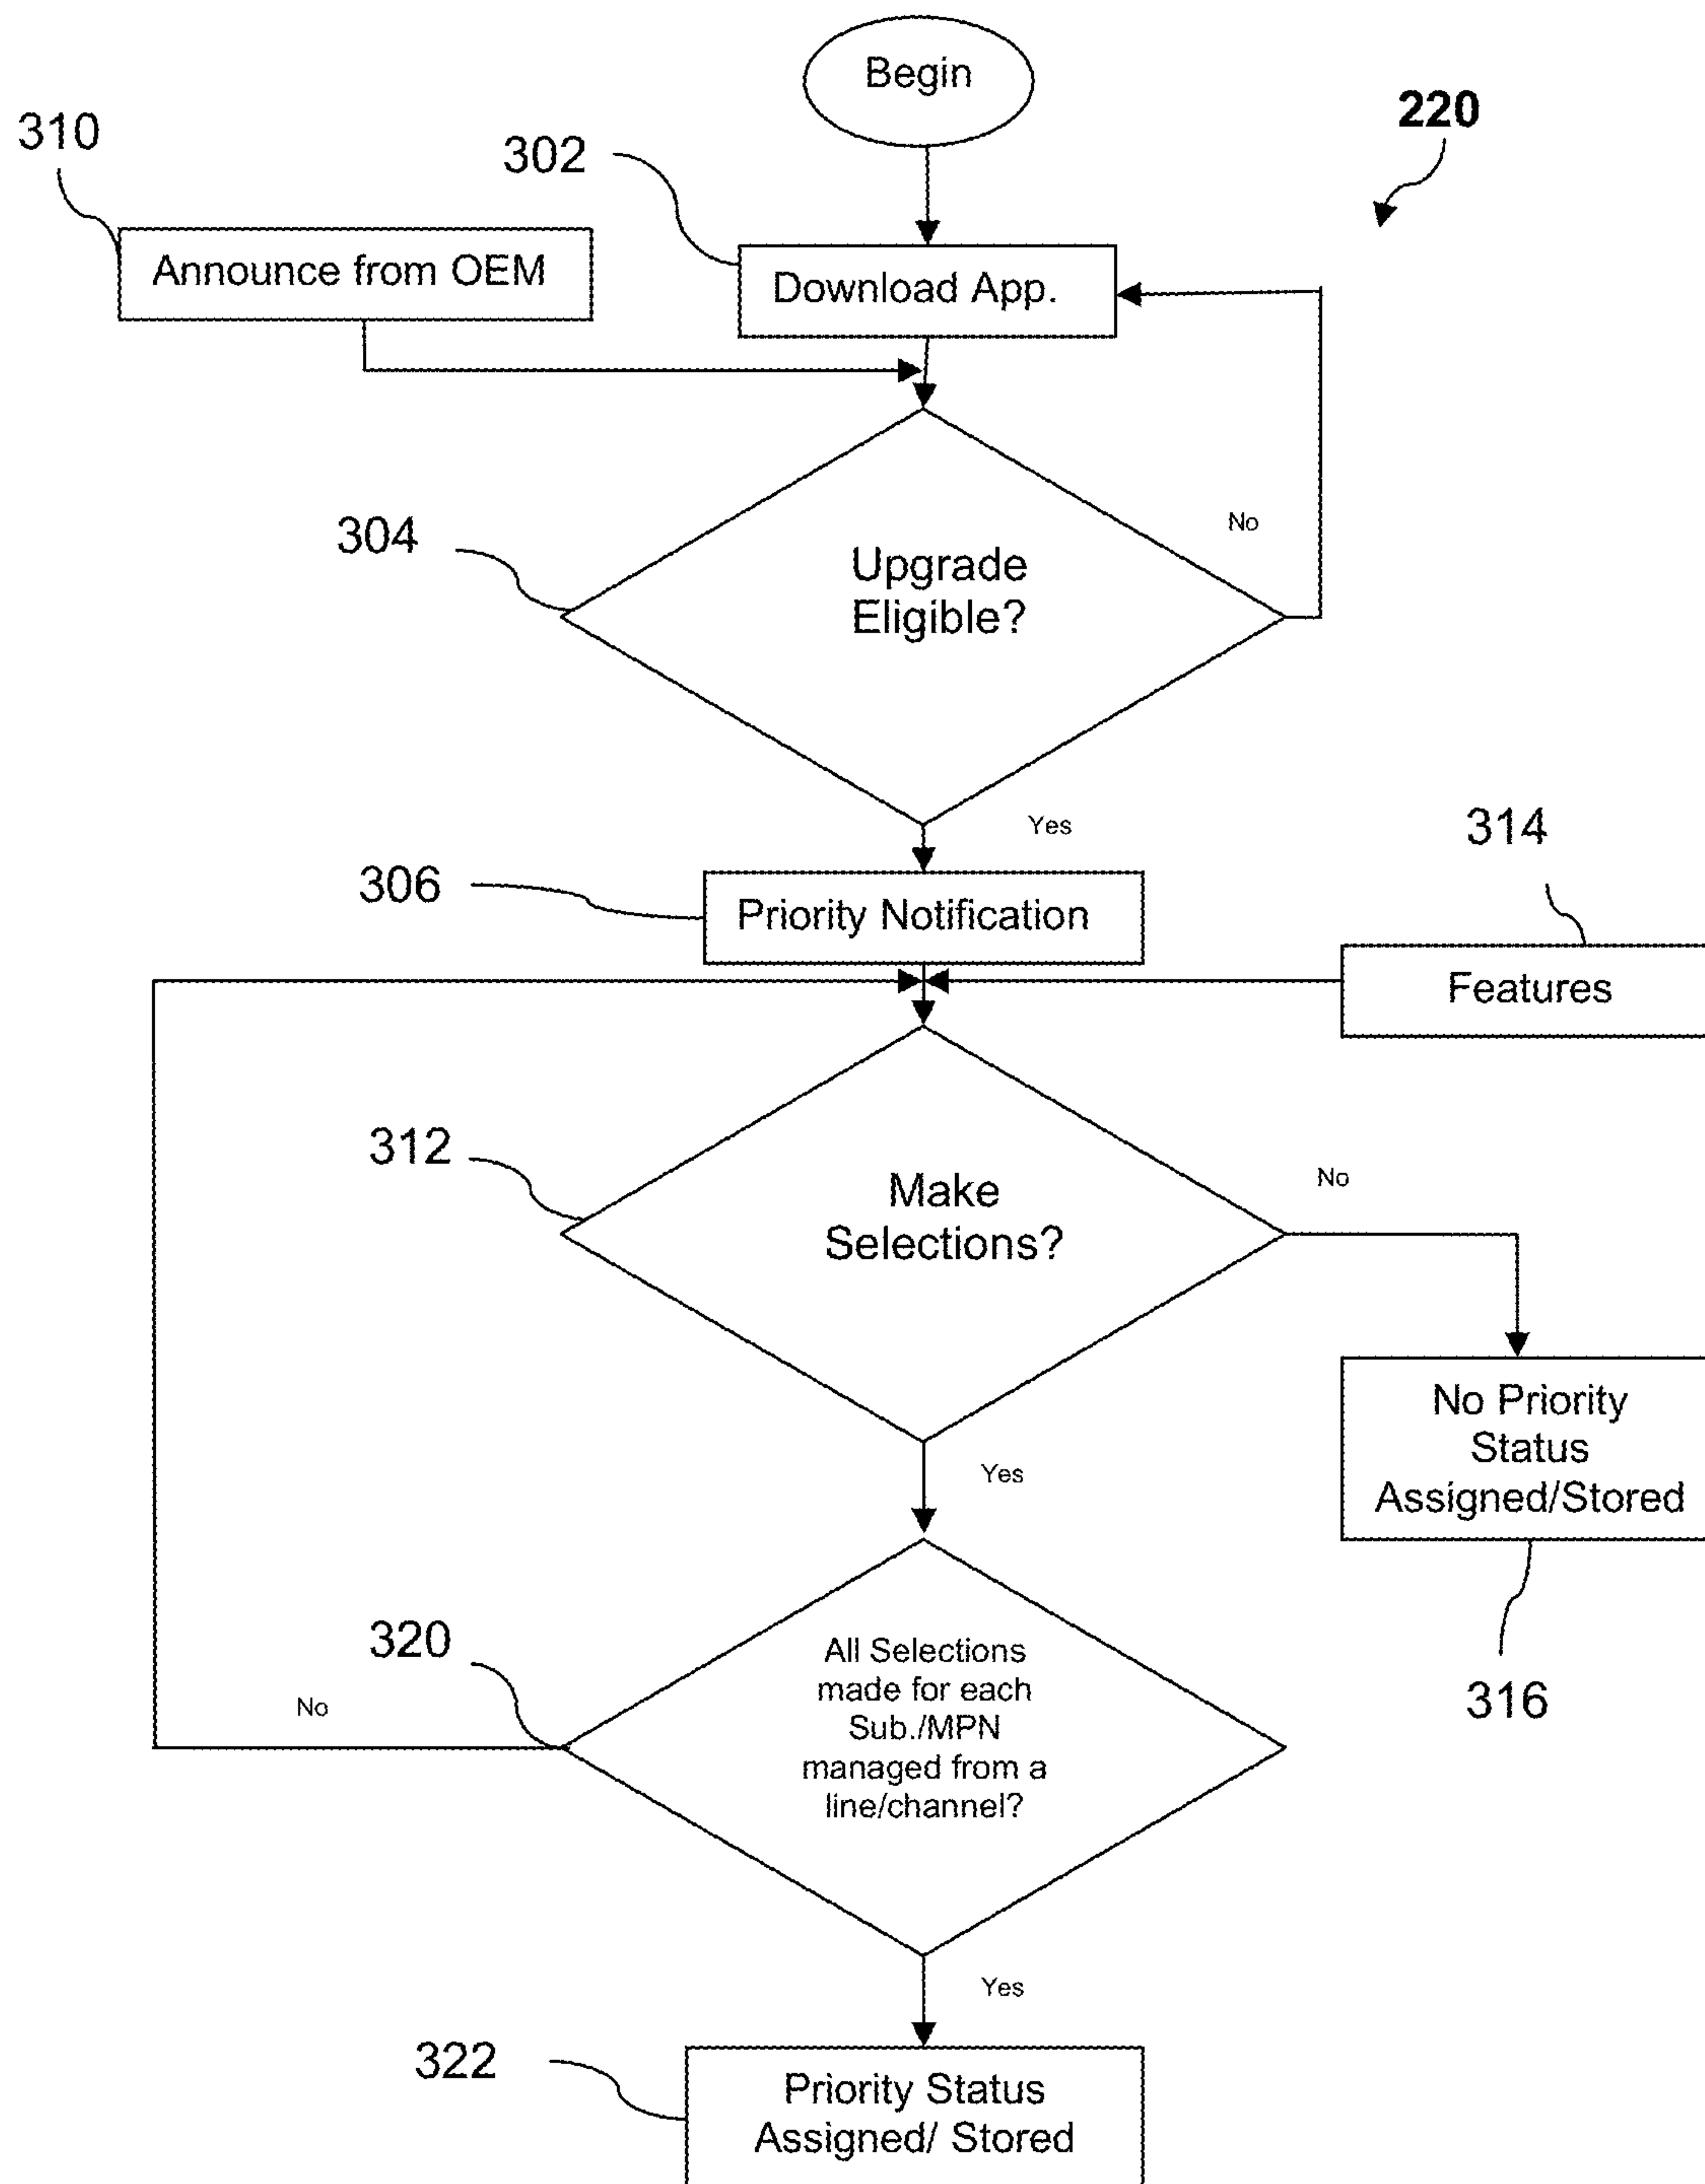 Begin
220
310
302
Announce from OEM
Download App.
No
304
Upgrade
Eligible?
Yes
314
306
Priority Notification
Features
312
Make
Selections?
No
No Priority
Status
Assigned/Stored
Yes
320
All Selections
made for each
Sub./MPN
managed from a
line/channel?
No
316
Yes
322
Priority Status
Assigned/ Stored